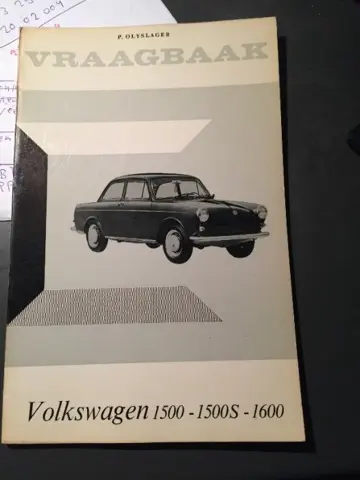 P. OLYSLAGER
VRAAGBAAK
Volkswagen 1500 - 1500S - 1600